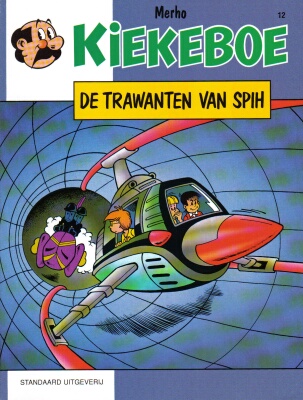 Merho
12
KIEKEBOE
DE TRAWANTEN VAN SPIH
STANDAARD UITGEVERIJ